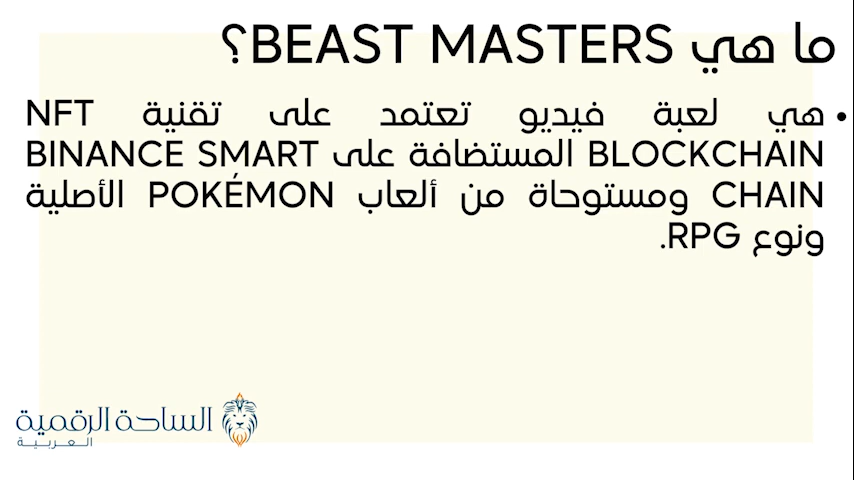 ما هي BEAST MASTERS؟
• هي لعبة فيديو تعتمد على تقنية NFT
BLOCKCHAIN المستضافة على BINANCE SMART
CHAIN ومستوحاة من ألعاب POKÉMON الأصلية
ونوع RPG.
الساحة الرقمية
العربية